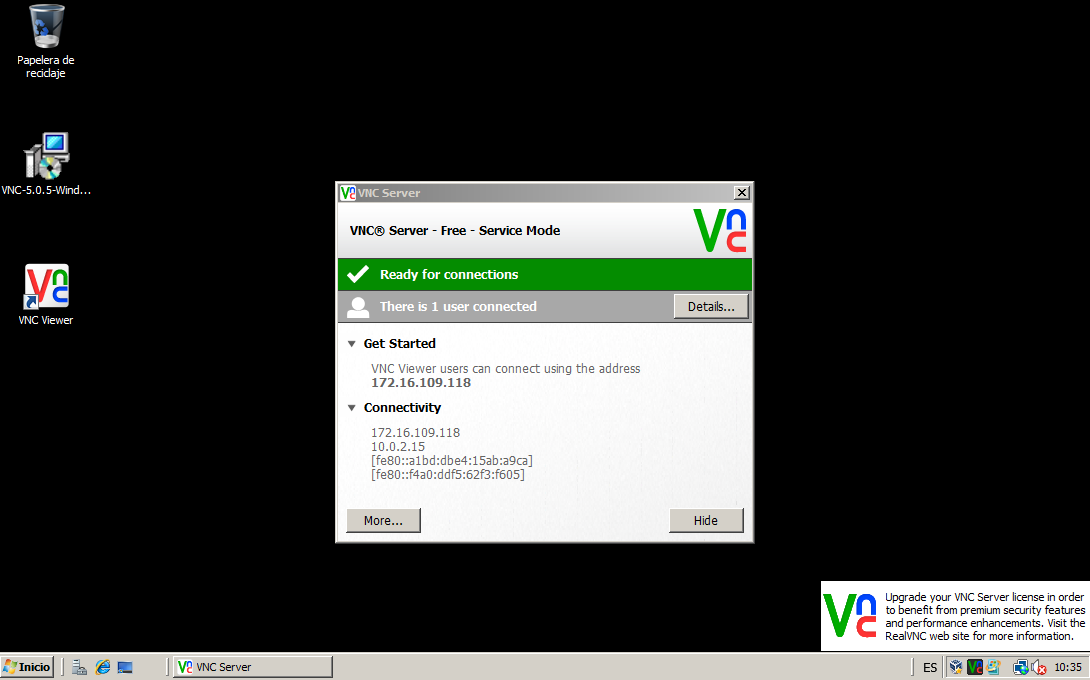 Papelera de
reciclaje
VNC-5.0.5-Wind...
VNC Viewer
VNC Server
VNC® Server - Free - Service Mode
Ready for connections
There is 1 user connected
Details...
Get Started
VNC Viewer users can connect using the address
172.16.109.118
Connectivity
172.16.109.118
10.0.2.15
[fe80::a1bd:dbe4:15ab:a9ca]
[fe80::f4a0:ddf5:62f3:f605]
More...
Hide
Upgrade your VNC Server license in order
to benefit from premium security features
and performance enhancements. Visit the
RealVNC web site for more information.
Inicio
VNC Server
ES
10:35